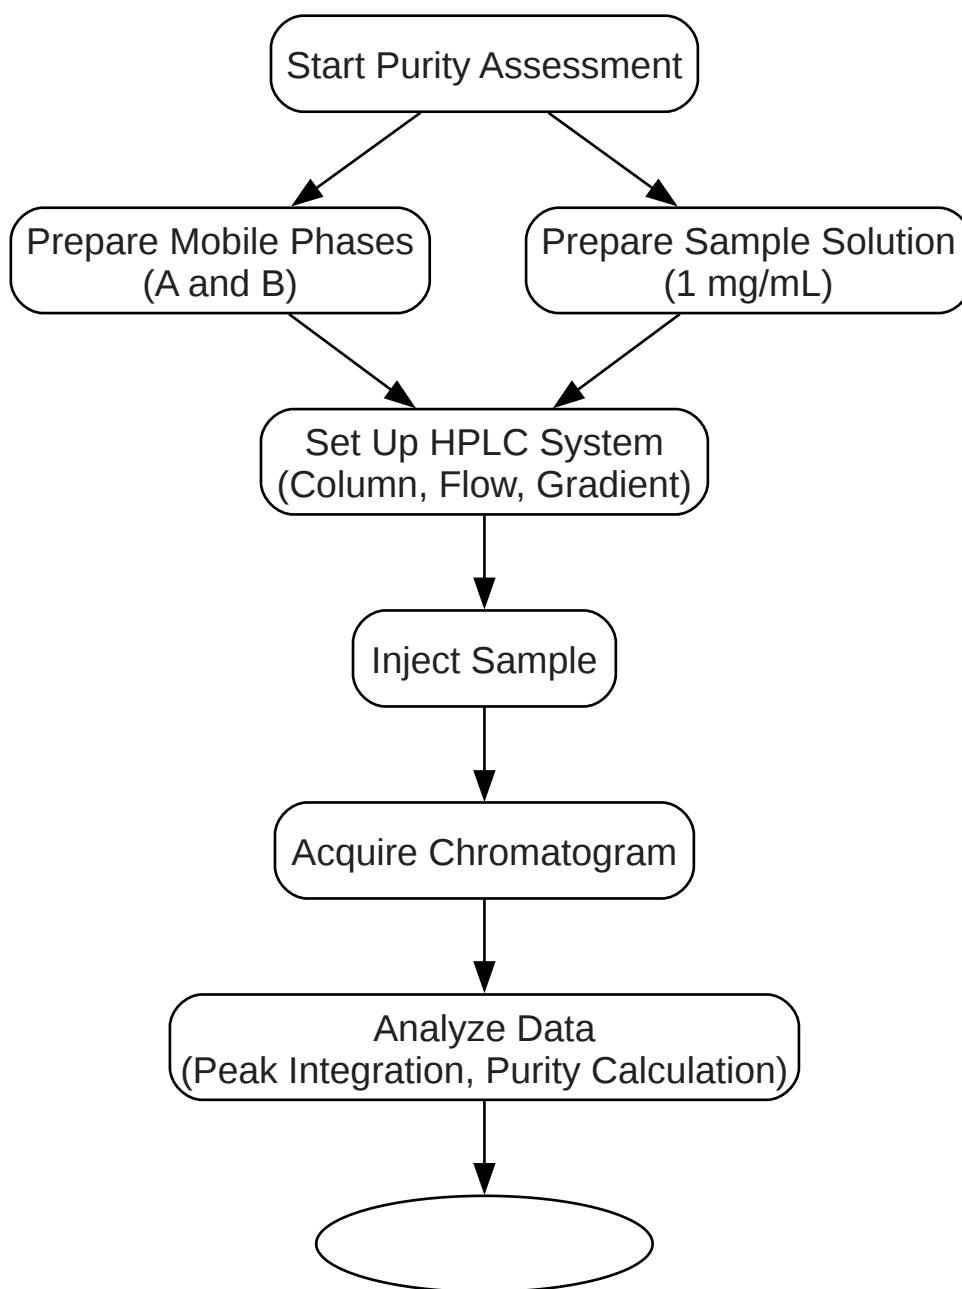 Start Purity Assessment
Prepare Mobile Phases
(A and B)
Prepare Sample Solution
(1 mg/mL)
Set Up HPLC System
(Column, Flow, Gradient)
Inject Sample
Acquire Chromatogram
Analyze Data
(Peak Integration, Purity Calculation)